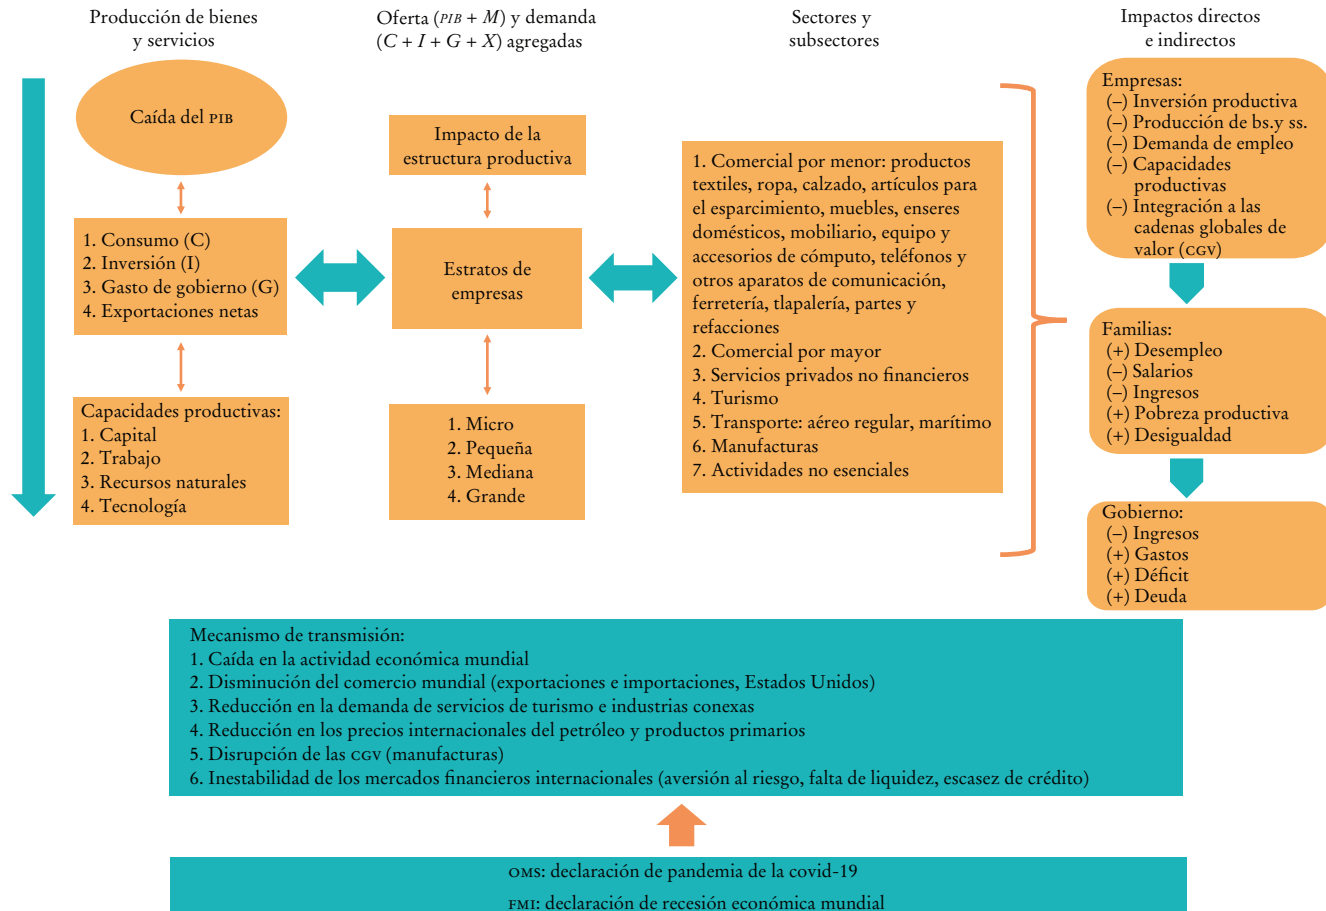 Producción de bienes
y servicios
Oferta (PIB + M) y demanda
(C + I + G + X) agregadas
Sectores y
subsectores
Impactos directos
e indirectos
Caída del PIB
1. Consumo (C)
2. Inversión (I)
3. Gasto de gobierno (G)
4. Exportaciones netas
Capacidades productivas:
1. Capital
2. Trabajo
3. Recursos naturales
4. Tecnología
Impacto de la
estructura productiva
Estratos de
empresas
1. Micro
2. Pequeña
3. Mediana
4. Grande
1. Comercial por menor: productos
textiles, ropa, calzado, artículos para
el esparcimiento, muebles, enseres
domésticos, mobiliario, equipo y
accesorios de cómputo, teléfonos y
otros aparatos de comunicación,
ferretería, tlapalería, partes y
refacciones
2. Comercial por mayor
3. Servicios privados no financieros
4. Turismo
5. Transporte: aéreo regular, marítimo
6. Manufacturas
7. Actividades no esenciales
Empresas:
(–) Inversión productiva
(–) Producción de bs.y ss.
(–) Demanda de empleo
(–) Capacidades
productivas
(–) Integración a las
cadenas globales de
valor (CGV)
Familias:
(+) Desempleo
(–) Salarios
(–) Ingresos
(+) Pobreza productiva
(+) Desigualdad
Gobierno:
(–) Ingresos
(+) Gastos
(+) Déficit
(+) Deuda
Mecanismo de transmisión:
1. Caída en la actividad económica mundial
2. Disminución del comercio mundial (exportaciones e importaciones, Estados Unidos)
3. Reducción en la demanda de servicios de turismo e industrias conexas
4. Reducción en los precios internacionales del petróleo y productos primarios
5. Disrupción de las CGV (manufacturas)
6. Inestabilidad de los mercados financieros internacionales (aversión al riesgo, falta de liquidez, escasez de crédito)
OMS: declaración de pandemia de la covid-19
FMI: declaración de recesión económica mundial